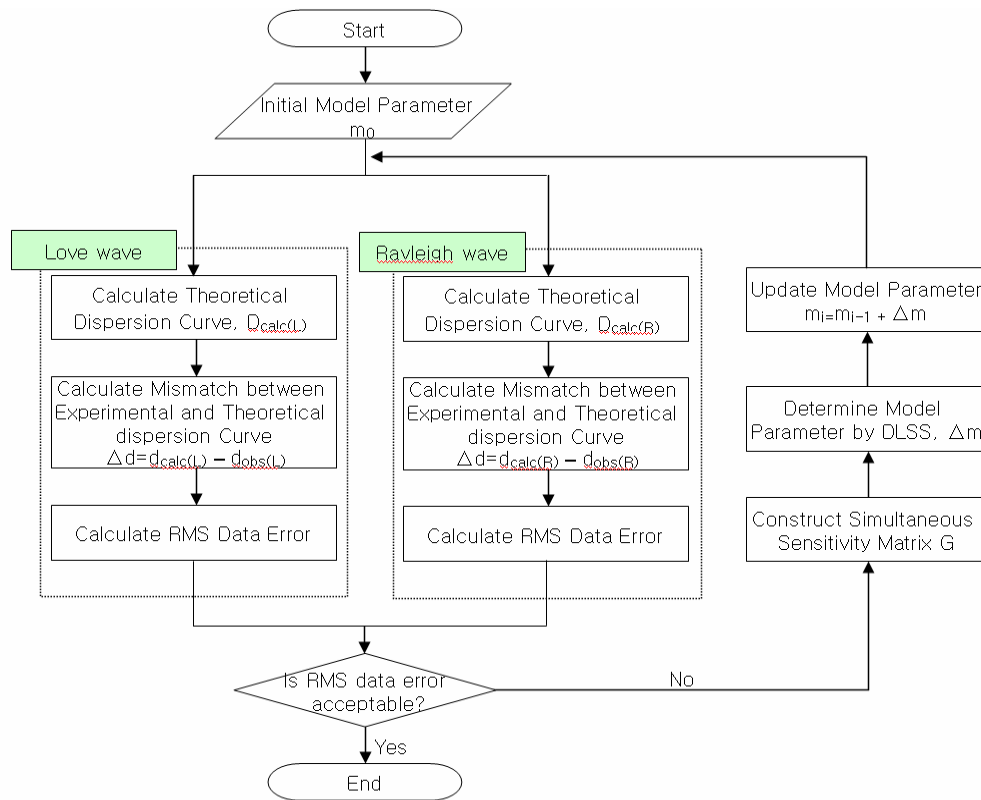 Start
Initial Model Parameter
m₀
Love wave
Calculate Theoretical
Dispersion Curve, Dcalc(L)
Calculate Mismatch between
Experimental and Theoretical
dispersion Curve
△d=dcalc(L) − dobs(L)
Calculate RMS Data Error
Rayleigh wave
Calculate Theoretical
Dispersion Curve, Dcalc(R)
Calculate Mismatch between
Experimental and Theoretical
dispersion Curve
△d=dcalc(R) − dobs(R)
Calculate RMS Data Error
Is RMS data error
acceptable?
Yes
End
No
Construct Simultaneous
Sensitivity Matrix G
Determine Model
Parameter by DLSS, △m
Update Model Parameter
mi=mi-1 + △m